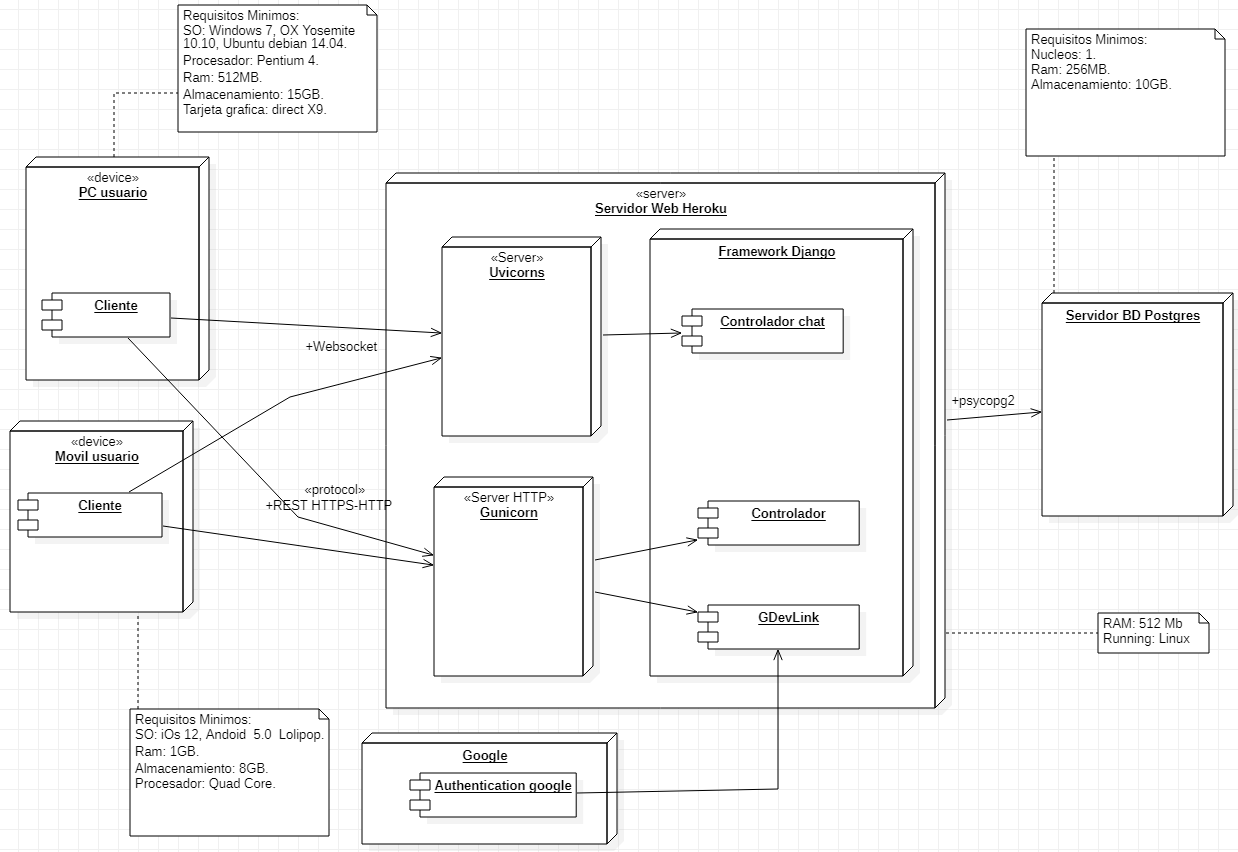 Requisitos Minimos:
SO: Windows 7, OX Yosemite
10.10, Ubuntu debian 14.04.
Procesador: Pentium 4.
Ram: 512MB.
Almacenamiento: 15GB.
Tarjeta grafica: direct X9.
Requisitos Minimos:
Nucleos: 1.
Ram: 256MB.
Almacenamiento: 10GB.
«device»
PC usuario
Cliente
«server»
Servidor Web Heroku
«Server»
Uvicorns
Framework Django
Controlador chat
Servidor BD Postgres
+Websocket
+psycopg2
«device»
Movil usuario
Cliente
«protocol»
+REST HTTPS-HTTP
«Server HTTP»
Gunicorn
Controlador
GDevLink
RAM: 512 Mb
Running: Linux
Requisitos Minimos:
SO: iOs 12, Andoid  5.0  Lolipop.
Ram: 1GB.
Almacenamiento: 8GB.
Procesador: Quad Core.
Google
Authentication google